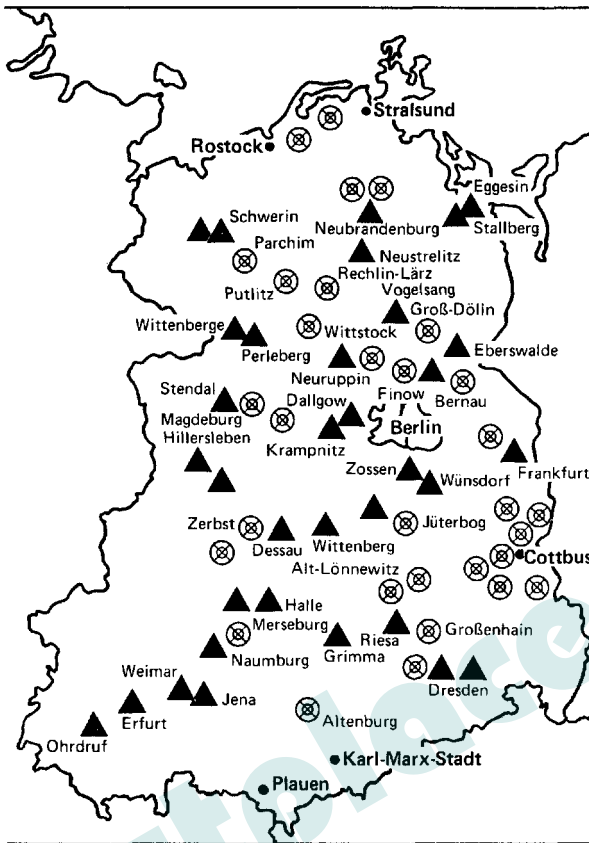 Stralsund
Rostock
Eggesin
Schwerin
Neubrandenburg
Stallberg
Parchim
Neustrelitz
Rechlin-Lärz
Putlitz
Vogelsang
Groß-Dölln
Wittenberge
Wittstock
Perleberg
Eberswalde
Neuruppin
Finow
Bernau
Stendal
Dallgow
Magdeburg
Berlin
Hillersleben
Krampnitz
Zossen
Wünsdorf
Frankfurt
Zerbst
Jüterbog
Dessau
Wittenberg
Cottbus
Alt-Lönnewitz
Halle
Merseburg
Riesa
Großenhain
Naumburg
Grimma
Weimar
Dresden
Jena
Erfurt
Altenburg
Ohrdruf
Karl-Marx-Stadt
Plauen